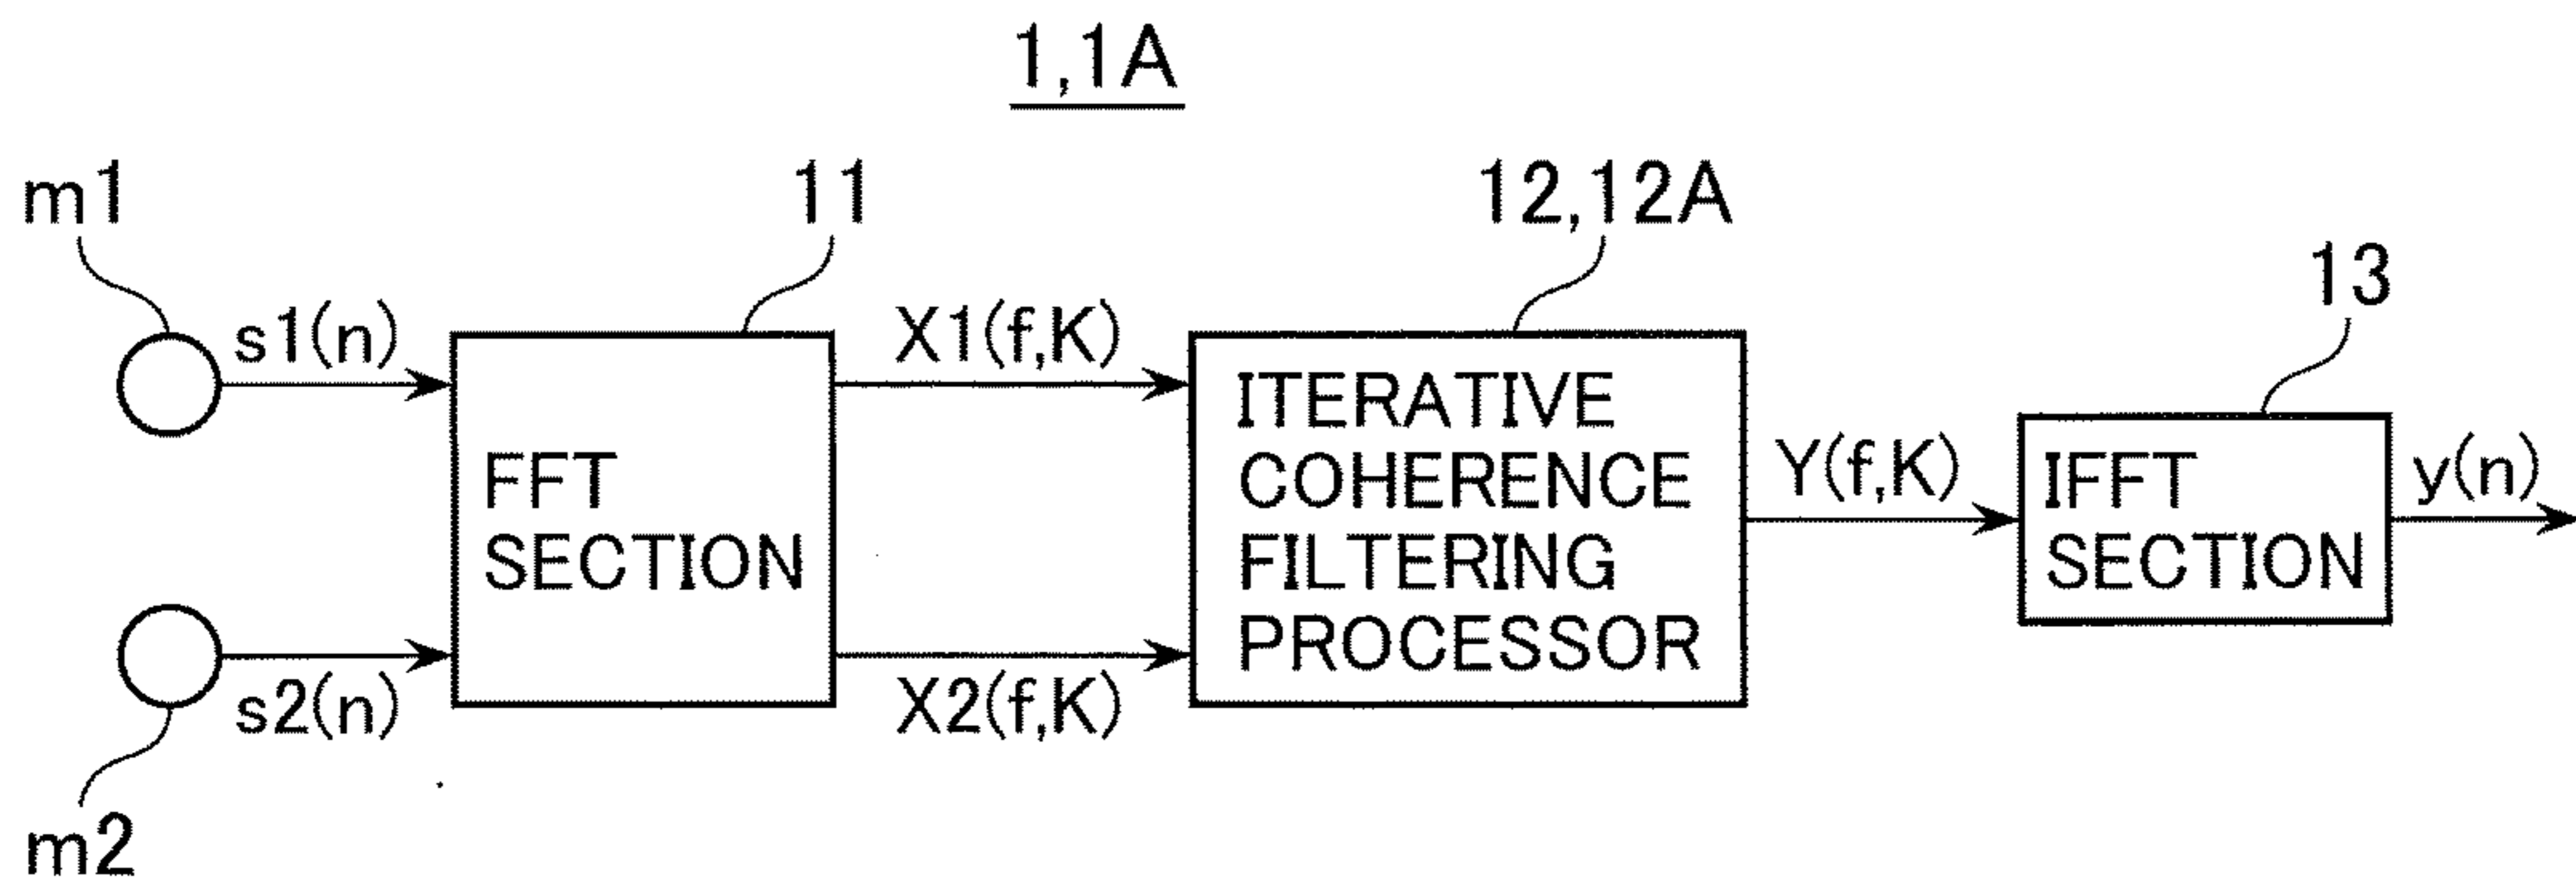 1,1A
m1
11
12,12A
13
s1(n)
X1(f,K)
FFT
SECTION
ITERATIVE
COHERENCE
FILTERING
PROCESSOR
Y(f,K)
IFFT
SECTION
y(n)
s2(n)
X2(f,K)
m2